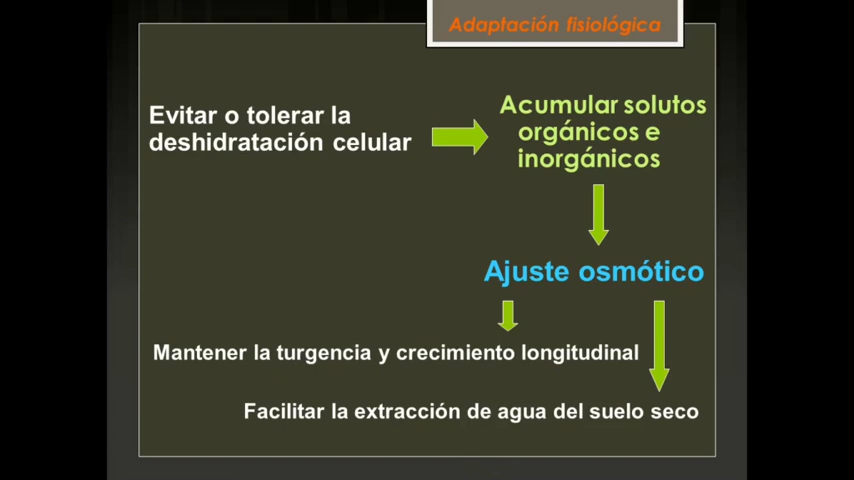 Adaptación fisiológica
Evitar o tolerar la
deshidratación celular
Acumular solutos
orgánicos e
inorgánicos
Ajuste osmótico
Mantener la turgencia y crecimiento longitudinal
Facilitar la extracción de agua del suelo seco